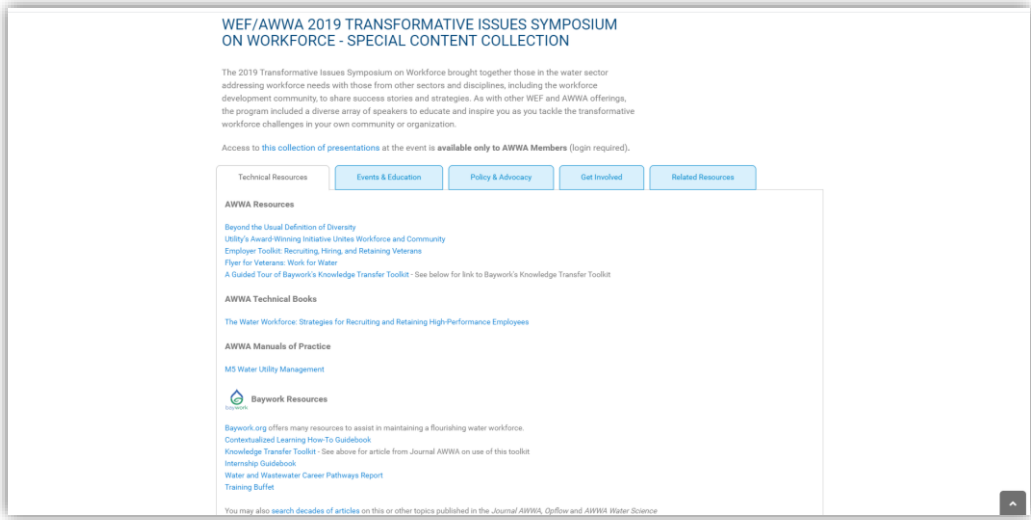 WEF/AWWA 2019 TRANSFORMATIVE ISSUES SYMPOSIUM
ON WORKFORCE - SPECIAL CONTENT COLLECTION
The 2019 Transformative Issues Symposium on Workforce brought together those in the water sector
addressing workforce needs with those from other sectors and disciplines, including the workforce
development community, to share success stories and strategies. As with other WEF and AWWA offerings,
the program included a diverse array of speakers to educate and inspire you as you tackle the transformative
workforce challenges in your own community or organization.
Access to this collection of presentations at the event is available only to AWWA Members (login required).
Technical Resources
Events & Education
Policy & Advocacy
Get Involved
Related Resources
AWWA Resources
Beyond the Usual Definition of Diversity
Utility's Award-Winning Initiative Unites Workforce and Community
Employer Toolkit: Recruiting, Hiring, and Retaining Veterans
Flyer for Veterans: Work for Water
A Guided Tour of Baywork's Knowledge Transfer Toolkit - See below for link to Baywork's Knowledge Transfer Toolkit
AWWA Technical Books
The Water Workforce: Strategies for Recruiting and Retaining High-Performance Employees
AWWA Manuals of Practice
M5 Water Utility Management
baywork
Baywork Resources
Baywork.org offers many resources to assist in maintaining a flourishing water workforce.
Contextualized Learning How-To Guidebook
Knowledge Transfer Toolkit - See above for article from Journal AWWA on use of this toolkit
Internship Guidebook
Water and Wastewater Career Pathways Report
Training Buffet
You may also search decades of articles on this or other topics published in the Journal AWWA, Opflow and AWWA Water Science